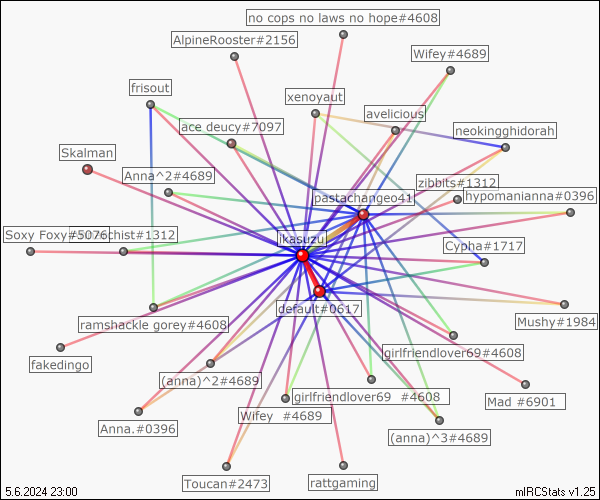 no cops no laws no hope#4608
AlpineRooster#2156
Wifey#4689
frisout
xenoyaut
avelicious
ace deucy#7097
neokingghidorah
Skalman
Anna^2#4689
zibbits#1312
pastachangeo41
hypomanianna#0396
Soxy Foxy#5076
chist#1312
jkasuzu
Cypha#1717
default#0617
Mushy#1984
ramshackle gorey#4608
girlfriendlover69#4608
fakedingo
(anna)^2#4689
girlfriendlover69 #4608
Mad #6901
Wifey #4689
Anna.#0396
(anna)^3#4689
Toucan#2473
rattgaming
5.6.2024 23:00
mIRCStats v1.25